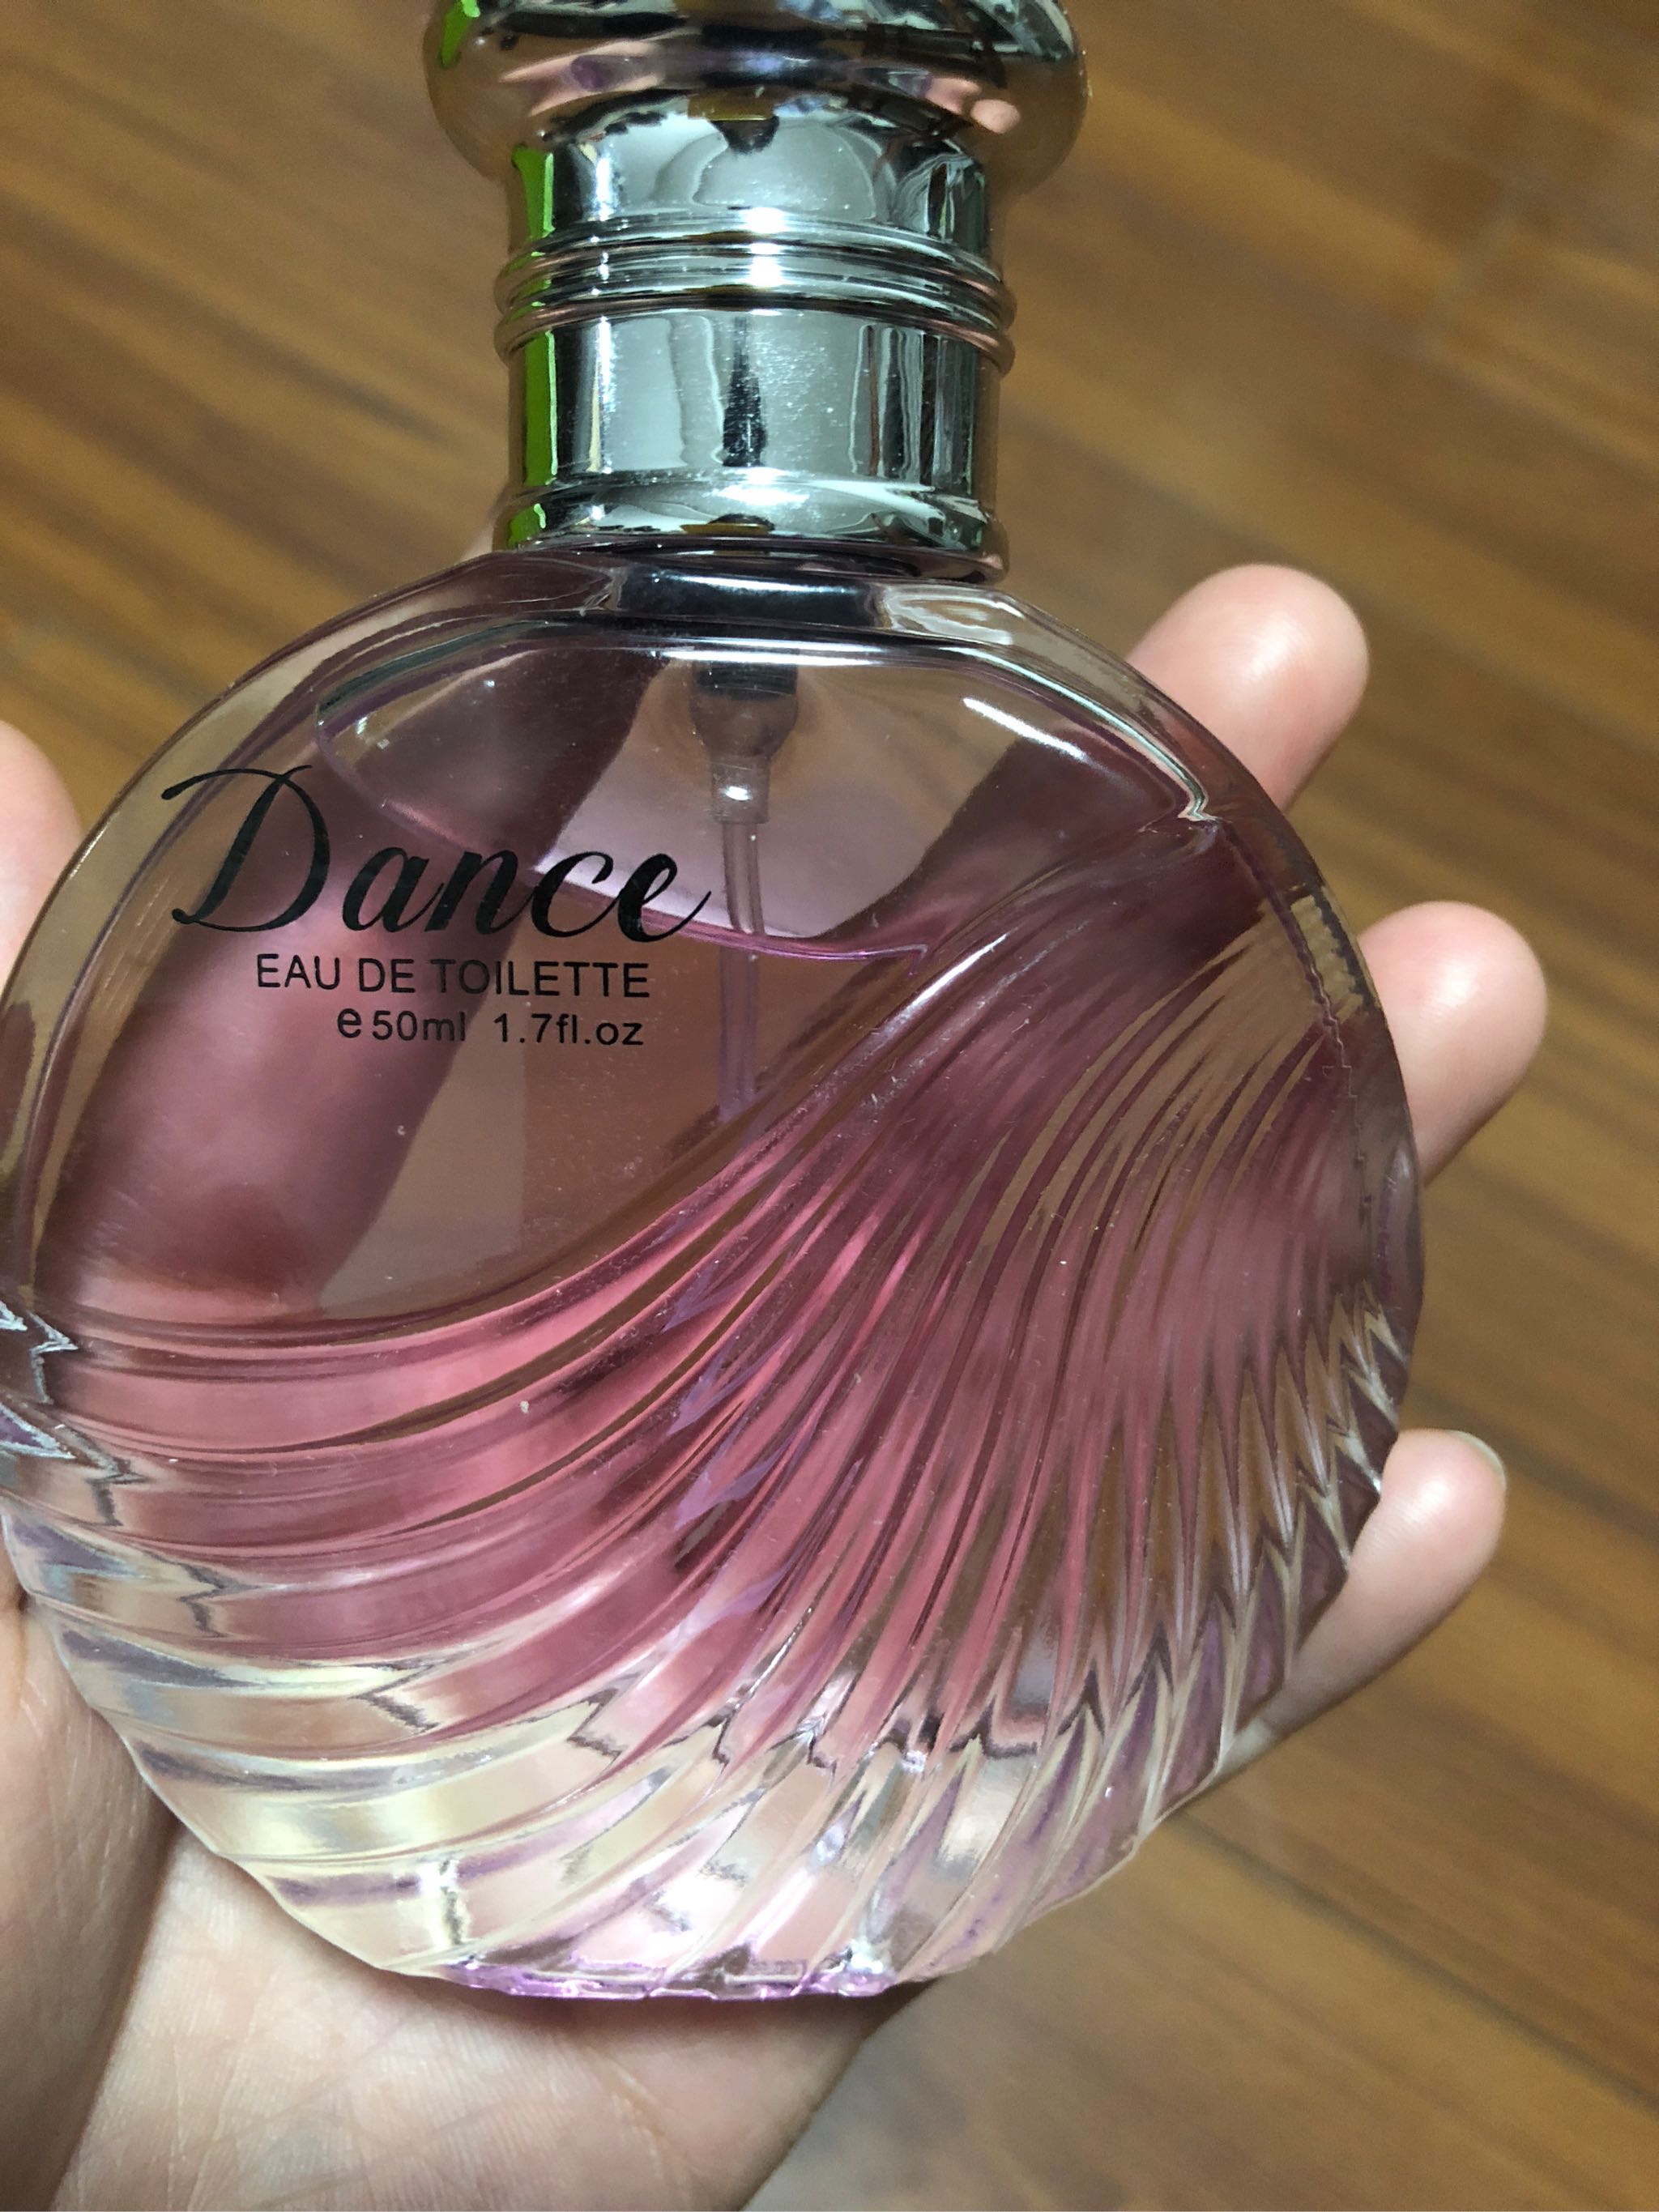 Dance
EAU DE TOILETTE
e 50ml 1.7fl.oz